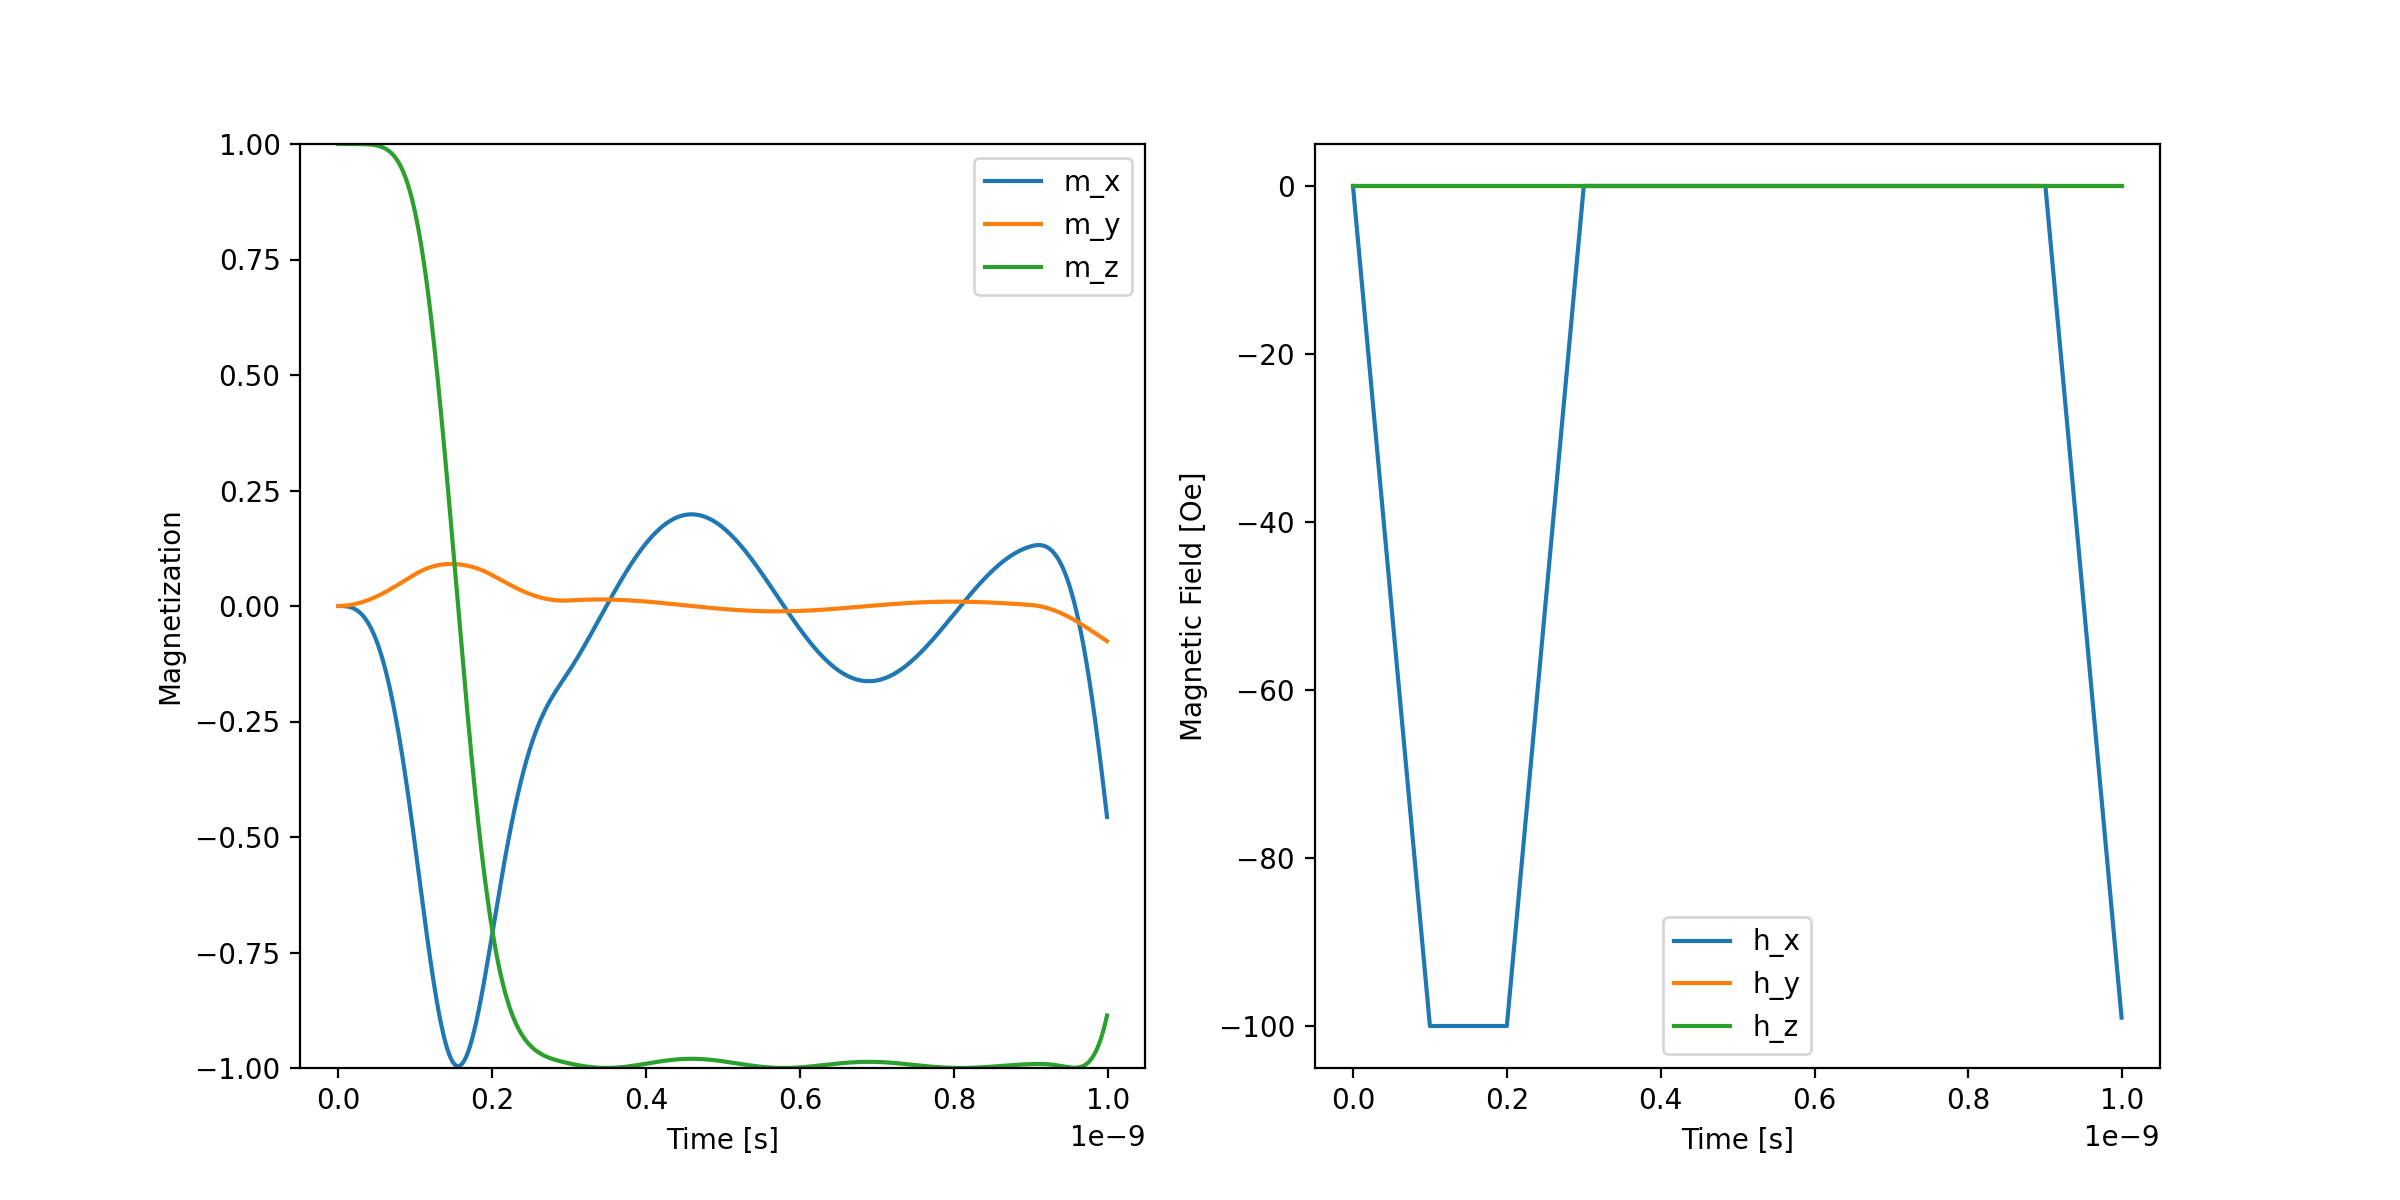 1.00
0.75
0.50
0.25
0.00
−0.25
−0.50
−0.75
−1.00
Magnetization
m_x
m_y
m_z
0.0 0.2 0.4 0.6 0.8 1.0
Time [s]
1e−9
0
−20
−40
−60
−80
−100
Magnetic Field [Oe]
h_x
h_y
h_z
0.0 0.2 0.4 0.6 0.8 1.0
Time [s]
1e−9